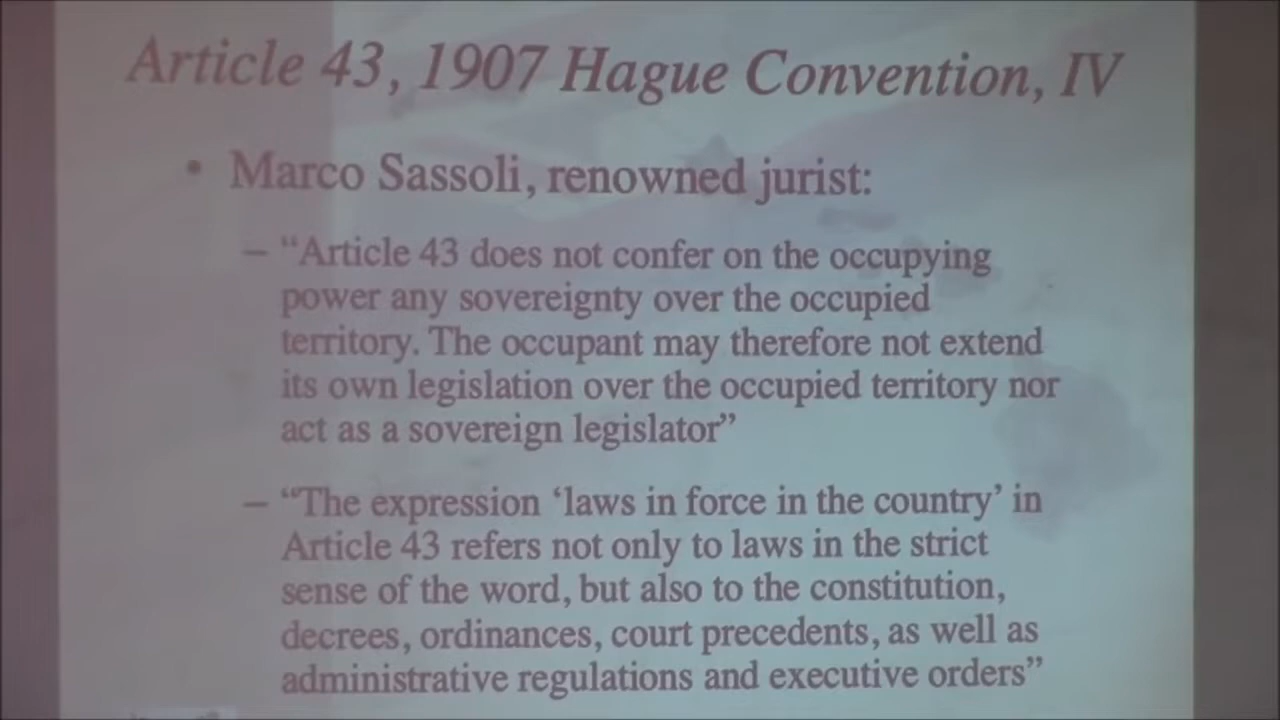 Article 43, 1907 Hague Convention, IV
• Marco Sassoli, renowned jurist:
– “Article 43 does not confer on the occupying
power any sovereignty over the occupied
territory. The occupant may therefore not extend
its own legislation over the occupied territory nor
act as a sovereign legislator”
– “The expression ‘laws in force in the country’ in
Article 43 refers not only to laws in the strict
sense of the word, but also to the constitution,
decrees, ordinances, court precedents, as well as
administrative regulations and executive orders”